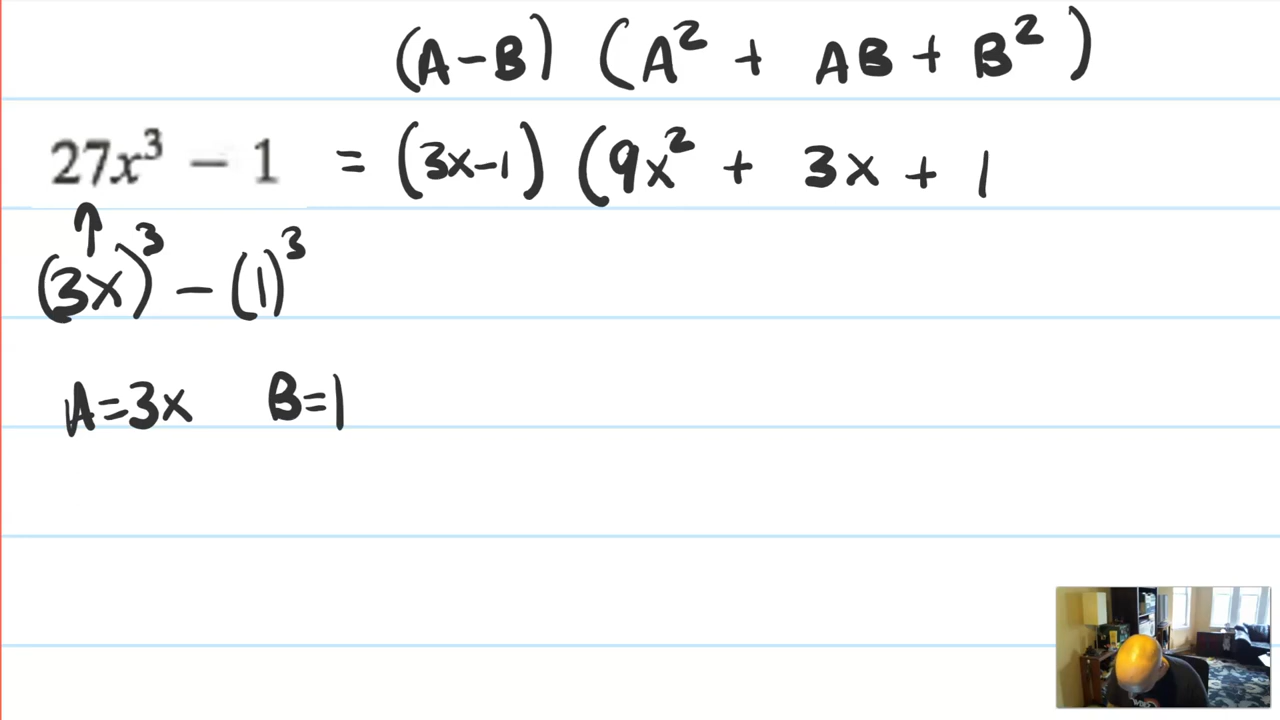 (A-B) (A² + AB + B²)
27x³ − 1 = (3x-1) (9x² + 3x + 1
↑
(3x)³ - (1)³
A=3x B=1